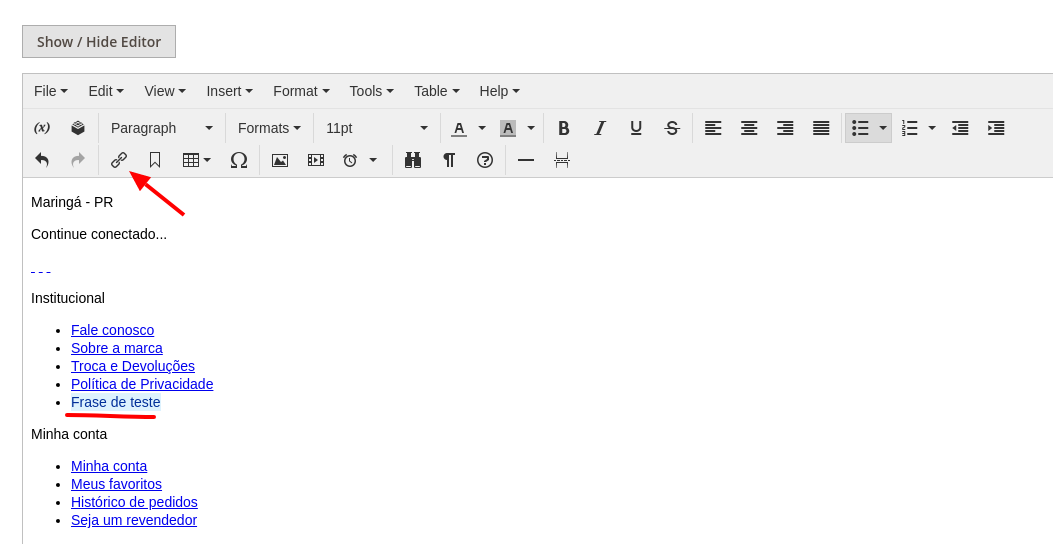 Show / Hide Editor
File Edit View Insert Format Tools Table Help
(x) Paragraph Formats 11pt A A B I U S
Ω
Maringá - PR
Continue conectado...
_ _ _
Institucional
Fale conosco
Sobre a marca
Troca e Devoluções
Política de Privacidade
Frase de teste
Minha conta
Minha conta
Meus favoritos
Histórico de pedidos
Seja um revendedor